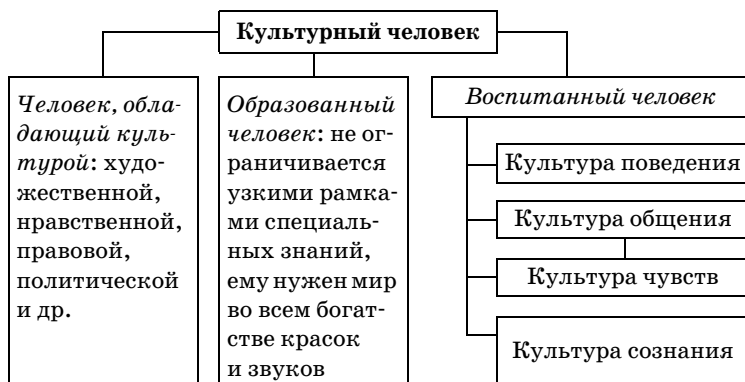 Культурный человек
Человек, обла-
дающий куль-
турой: худо-
жественной,
нравственной,
правовой,
политической
и др.
Образованный
человек: не ог-
раничивается
узкими рамка-
ми специаль-
ных знаний,
ему нужен мир
во всем богат-
стве красок
и звуков
Воспитанный человек
Культура поведения
Культура общения
Культура чувств
Культура сознания